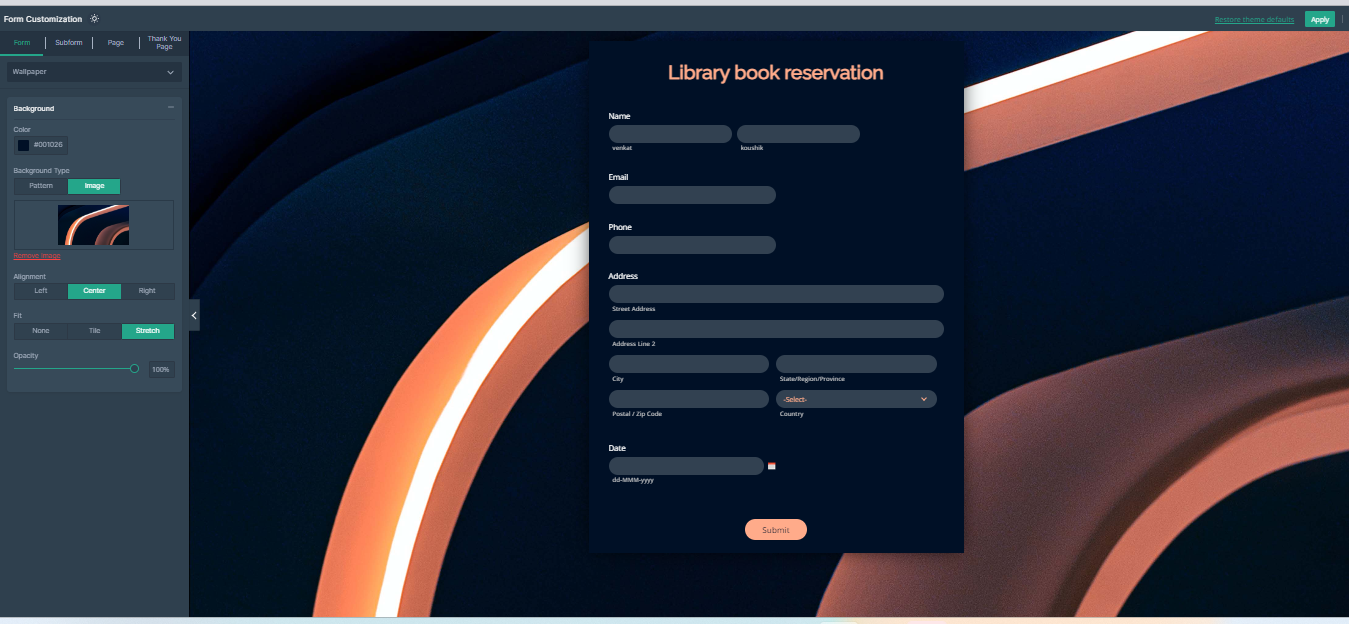 Form Customization
Restore theme defaults
Apply
Form
Subform
Page
Thank You
Page
Wallpaper
Background
Color
#001026
Background Type
Pattern
Image
Remove Image
Alignment
Left
Center
Right
Fit
None
Tile
Stretch
Opacity
100%
Library book reservation
Name
venkat
koushik
Email
Phone
Address
Street Address
Address Line 2
City
State/Region/Province
-Select-
Postal / Zip Code
Country
Date
dd-MMM-yyyy
Submit